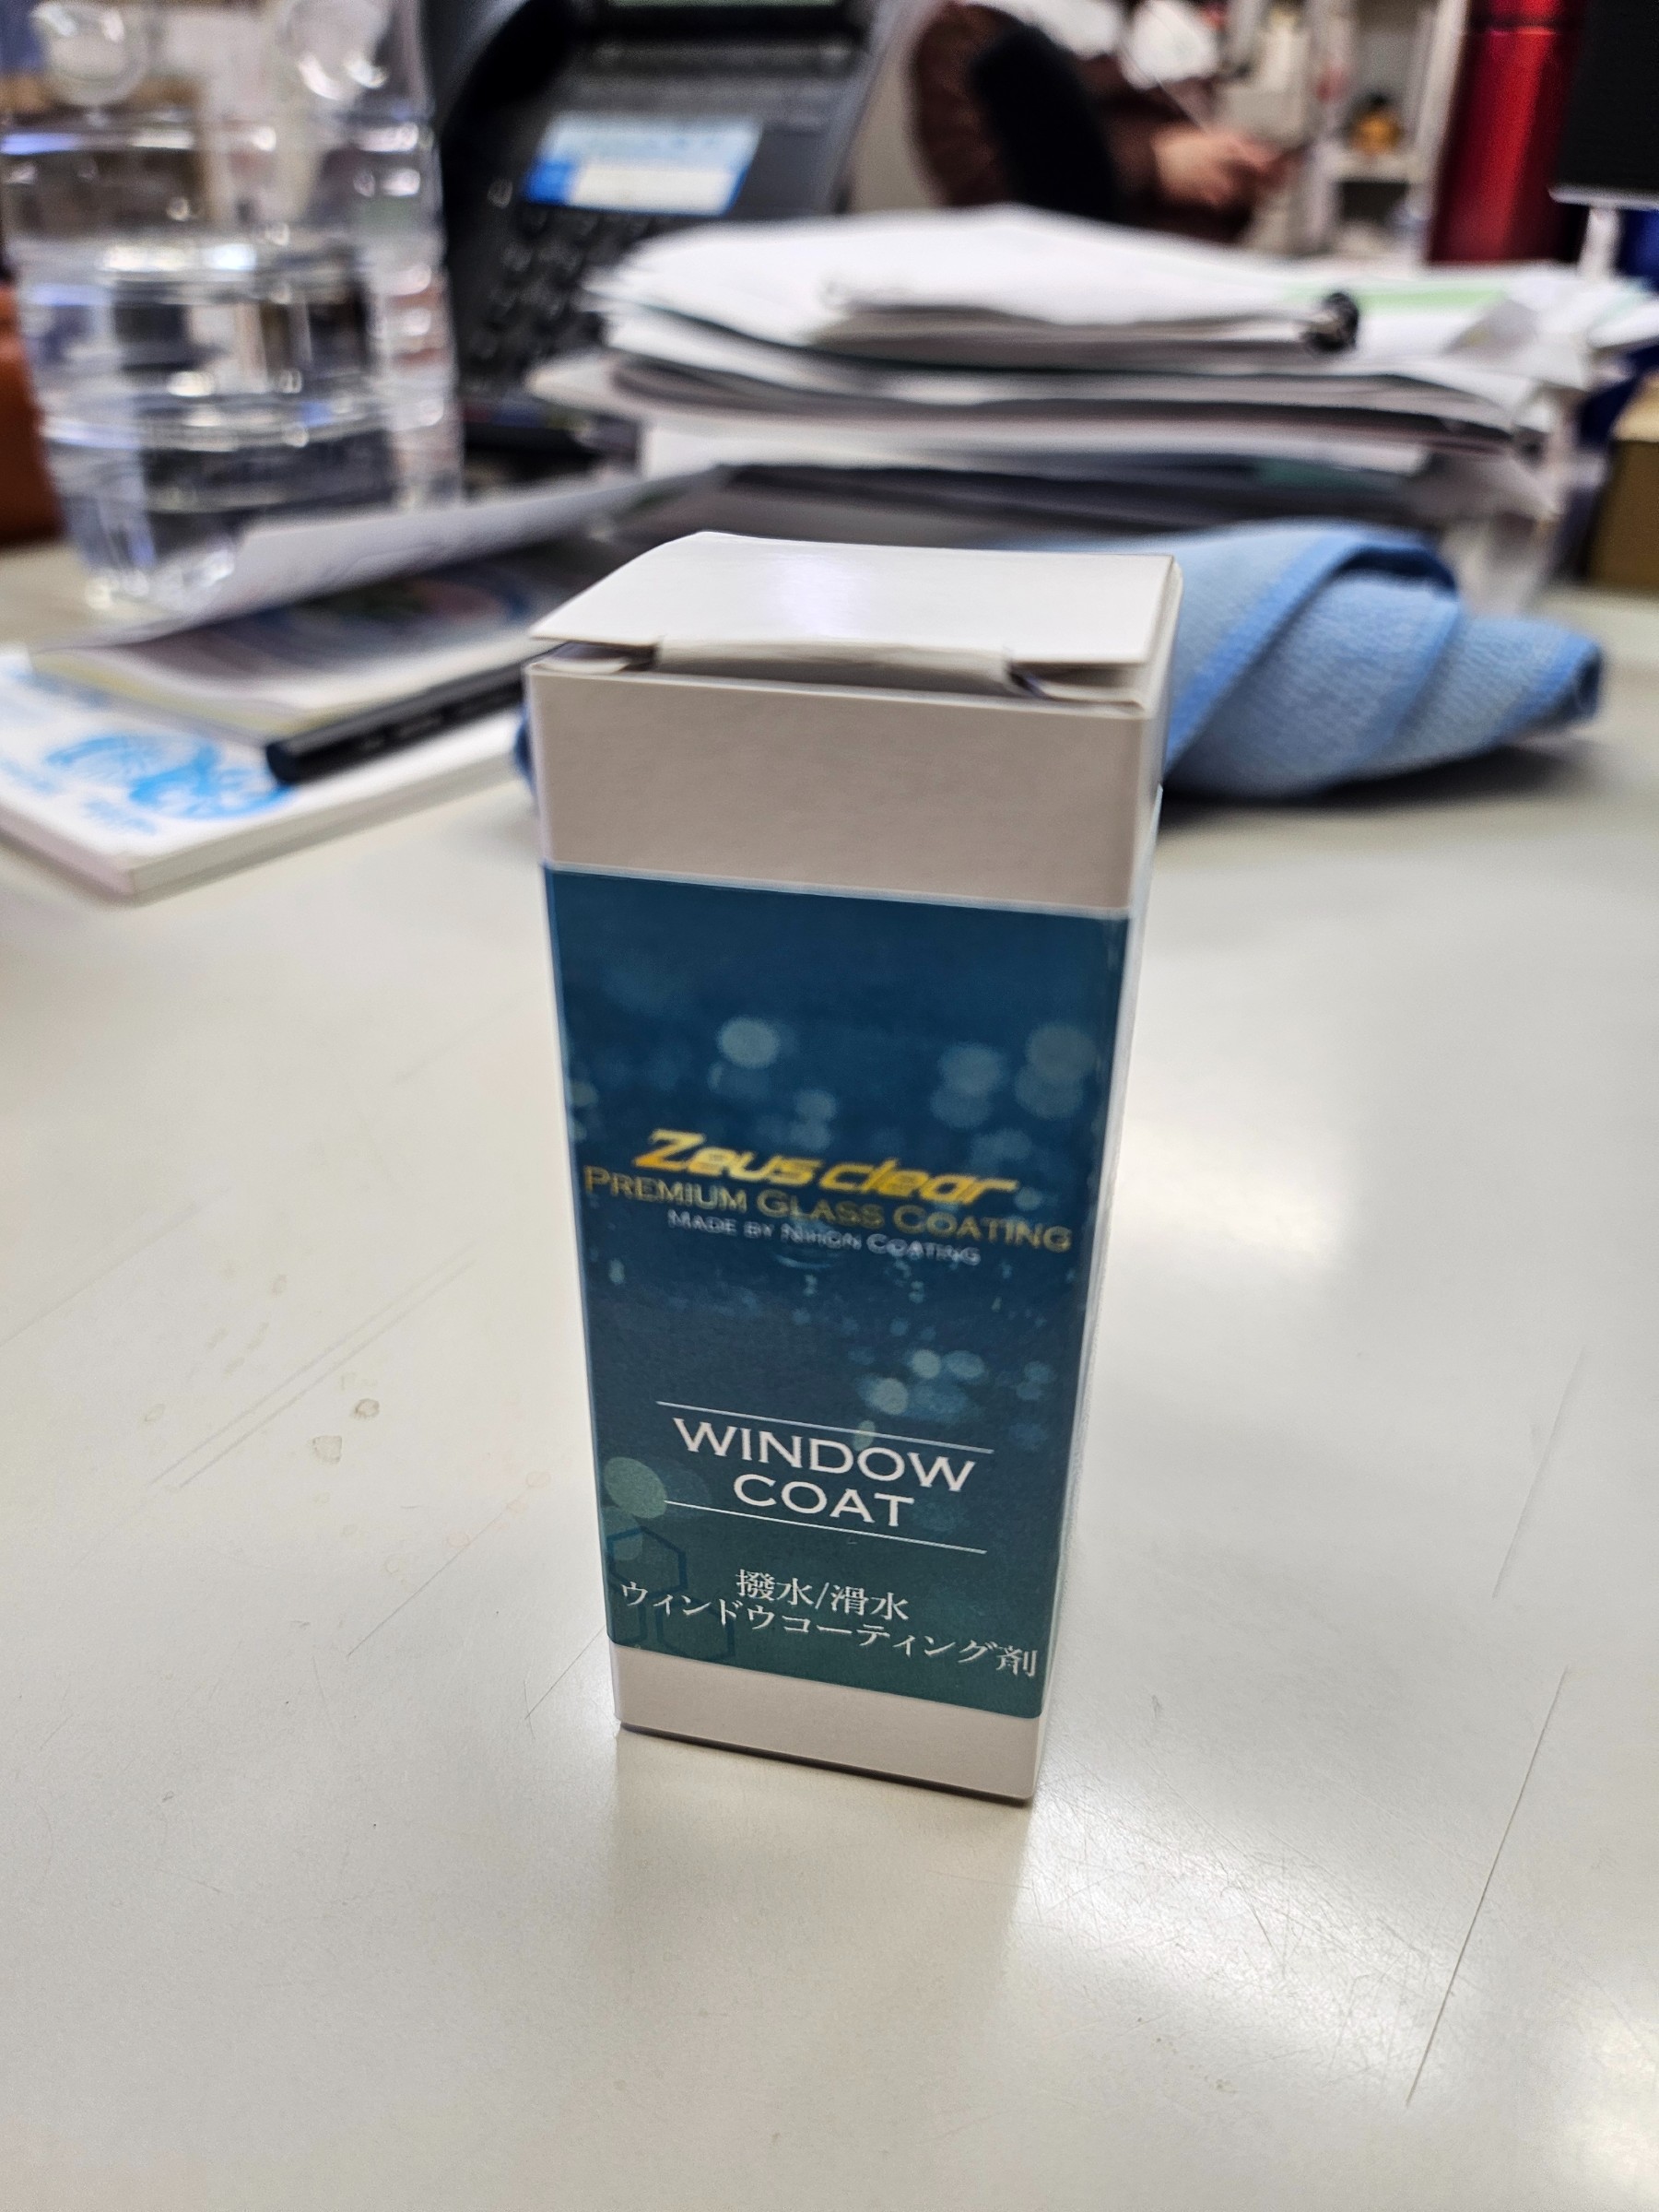 Zeus clear
PREMIUM GLASS COATING
MADE BY NIHON COATING
WINDOW
COAT
撥水/滑水
ウィンドウコーティング剤